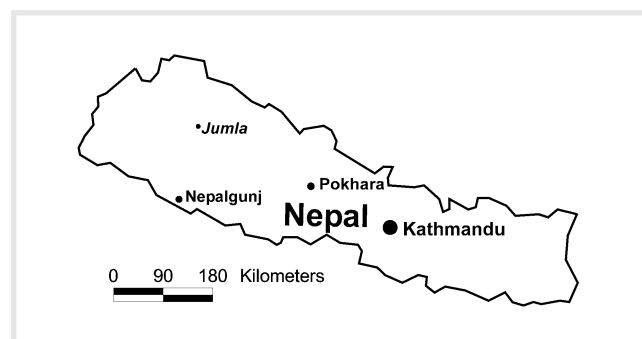 Jumla
Pokhara
Nepalgunj
Nepal
Kathmandu
0 90 180 Kilometers